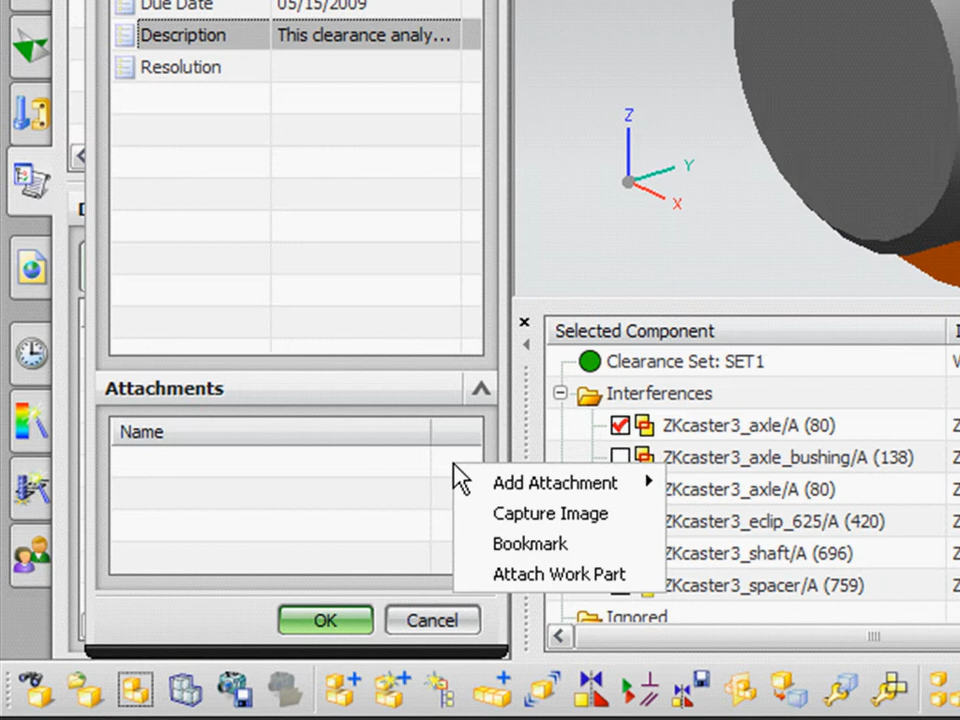 Due Date 05/15/2009
Description This clearance analy...
Resolution
Attachments
Name
Add Attachment
Capture Image
Bookmark
Attach Work Part
OK Cancel
Z
Y
X
Selected Component
Clearance Set: SET1
Interferences
ZKcaster3_axle/A (80)
ZKcaster3_axle_bushing/A (138)
ZKcaster3_axle/A (80)
ZKcaster3_eclip_625/A (420)
ZKcaster3_shaft/A (696)
ZKcaster3_spacer/A (759)
Ignored